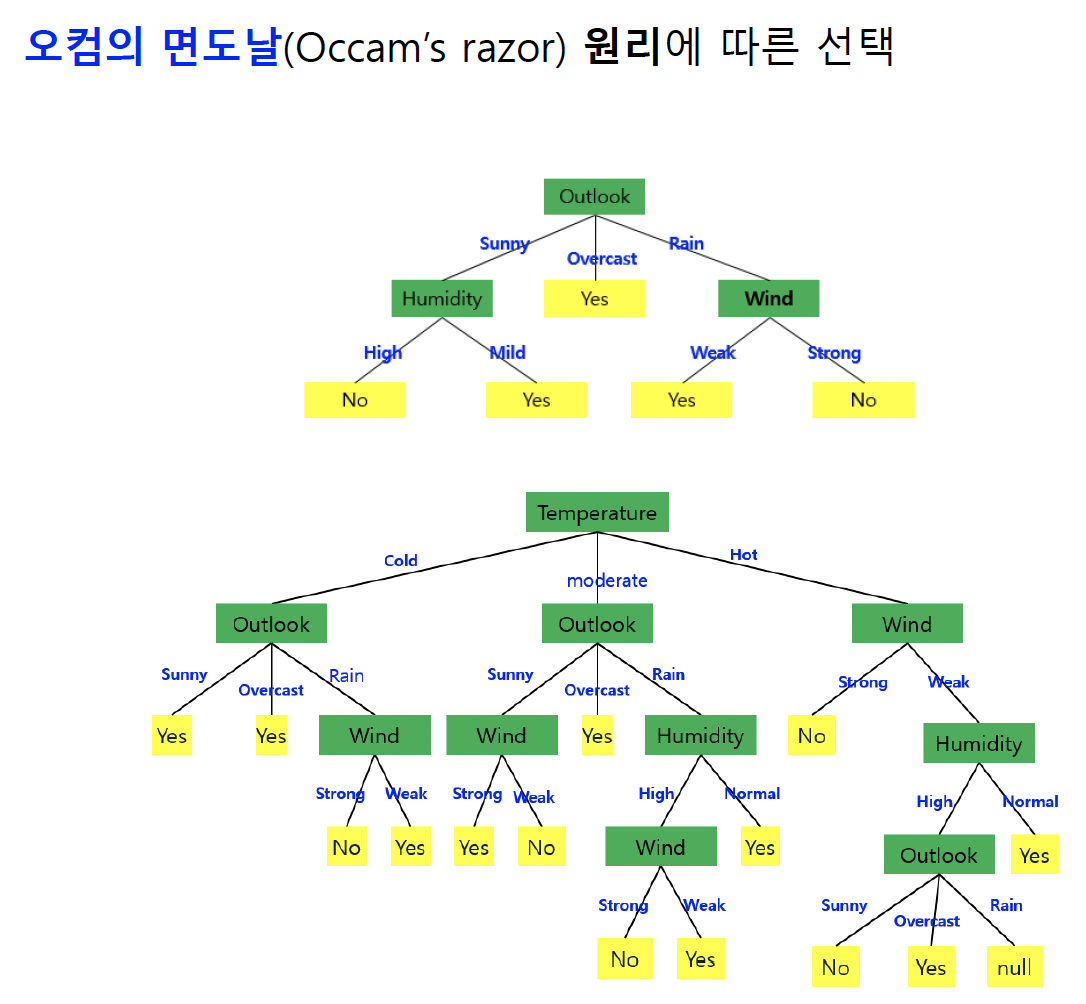 오컴의 면도날(Occam's razor) 원리에 따른 선택
Outlook
Sunny
Overcast
Rain
Humidity
Yes
Wind
High
Mild
Weak
Strong
No
Yes
Yes
No
Temperature
Cold
moderate
Hot
Outlook
Outlook
Wind
Sunny
Overcast
Rain
Sunny
Overcast
Rain
Strong
Weak
Yes
Yes
Wind
Wind
Yes
Humidity
No
Humidity
Strong
Weak
Strong
Weak
High
Normal
High
Normal
No
Yes
Yes
No
Wind
Yes
Outlook
Yes
Strong
Weak
Sunny
Overcast
Rain
No
Yes
No
Yes
null